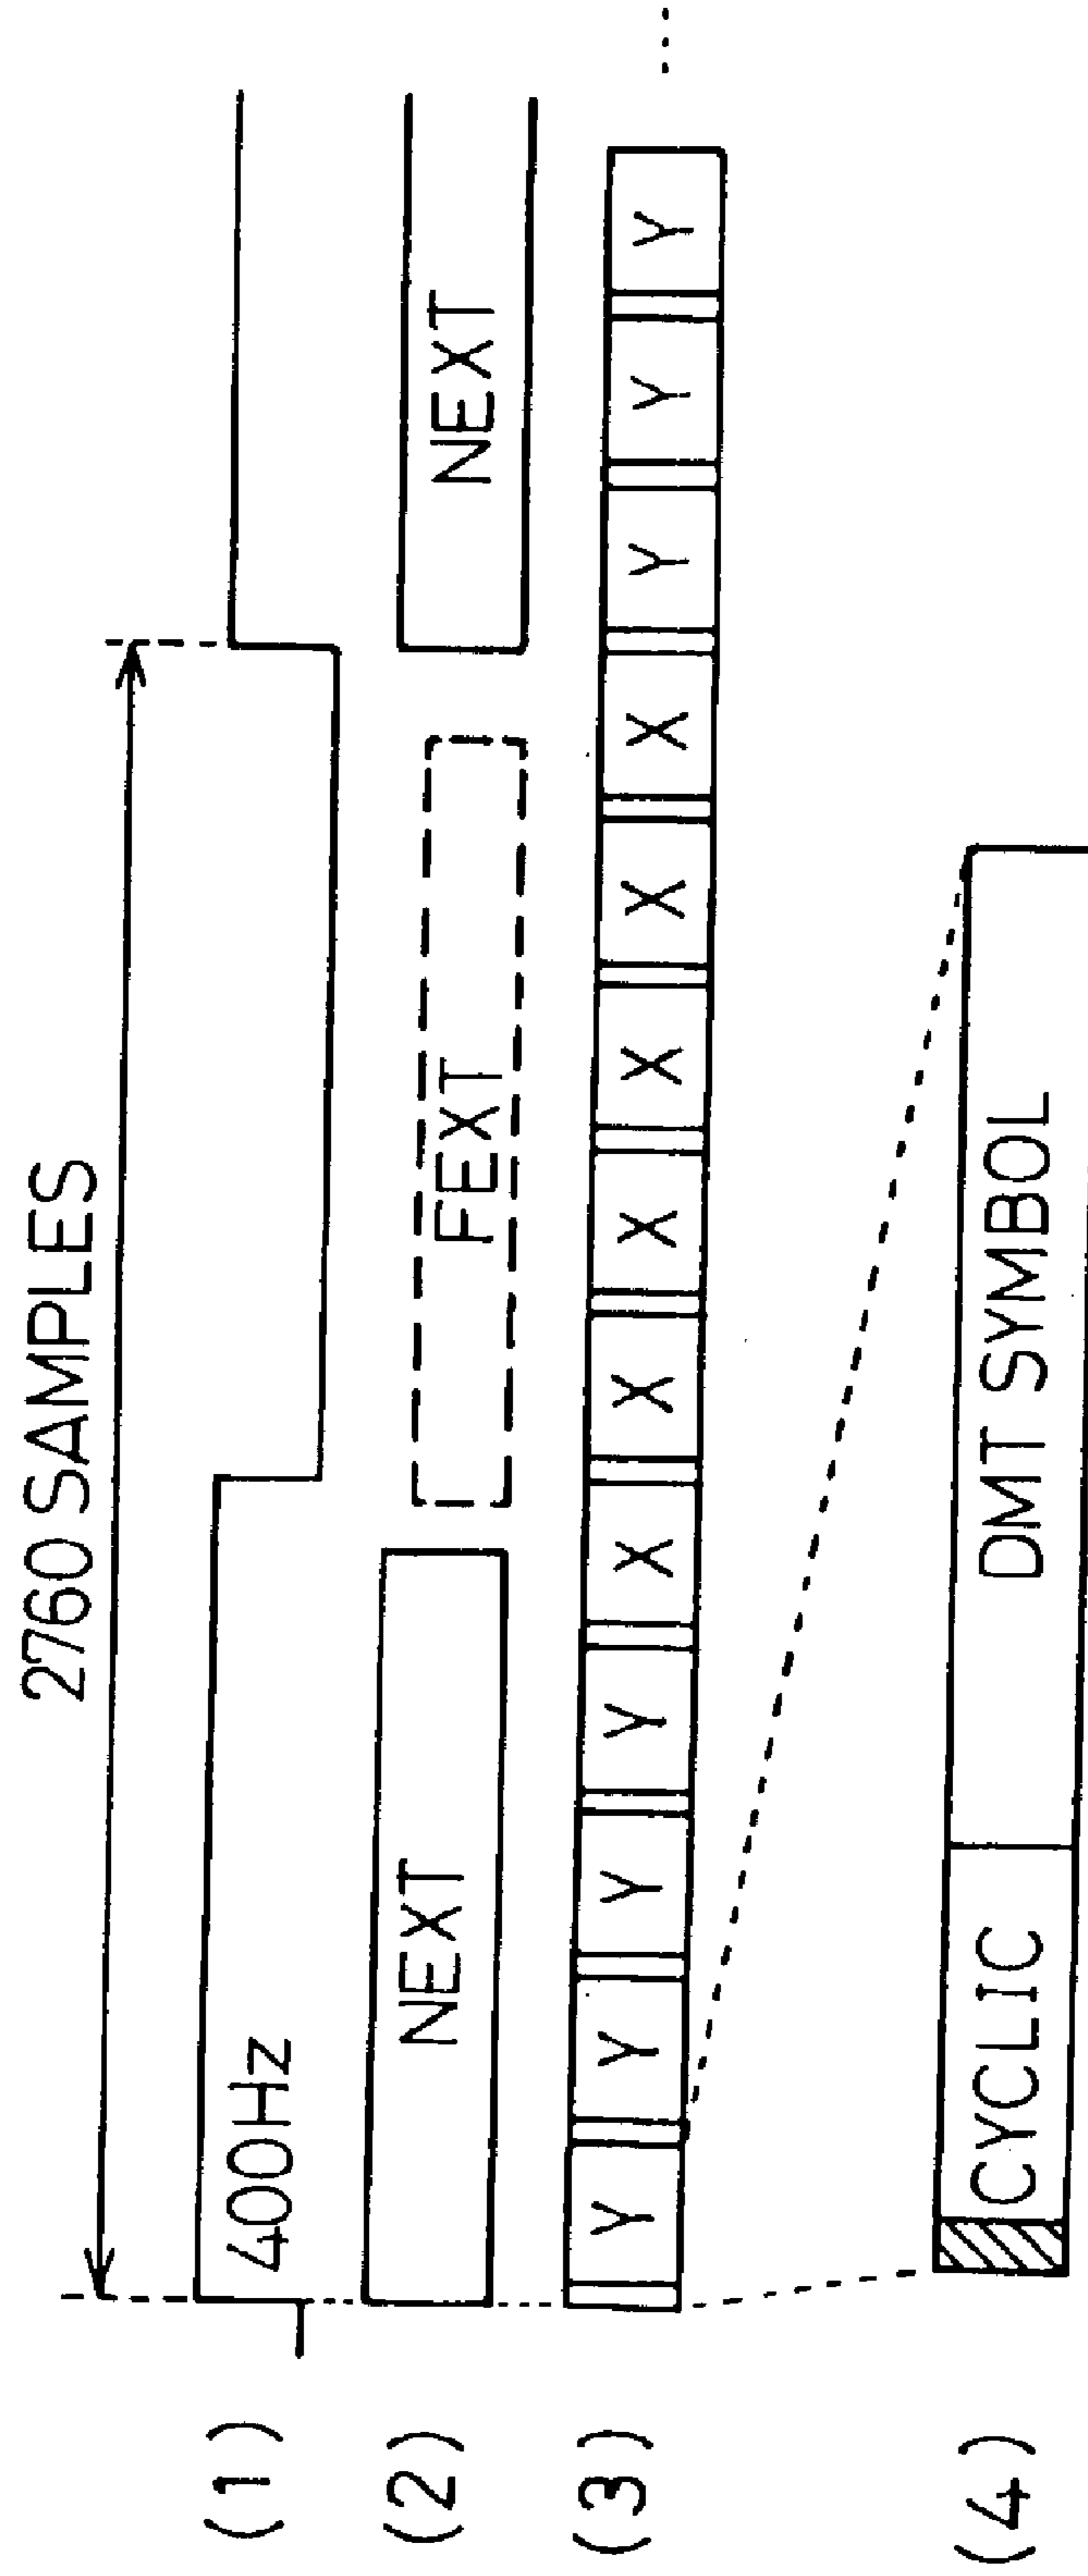 2760 SAMPLES
(1) 400Hz
(2) NEXT FEXT NEXT
(3) Y Y Y Y X X X X X X Y Y Y ...
(4) CYCLIC DMT SYMBOL